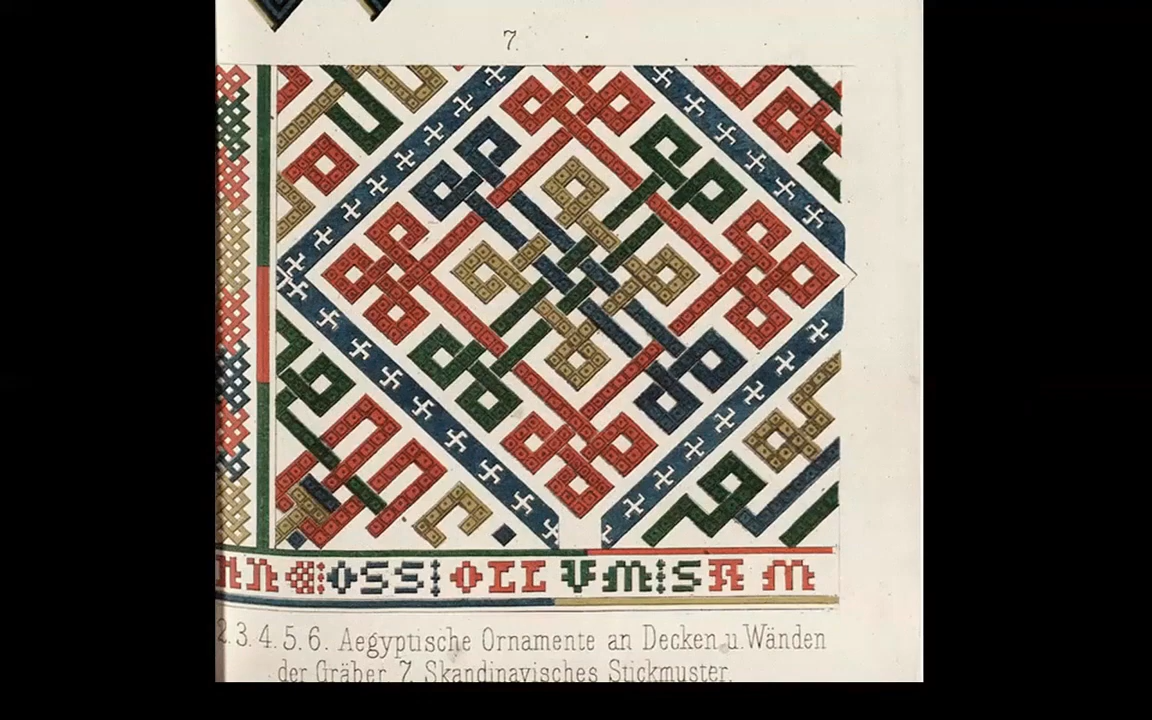 7.
2.3.4.5.6. Aegyptische Ornamente an Decken u. Wänden
der Gräber 7. Skandinavisches Stickmuster.